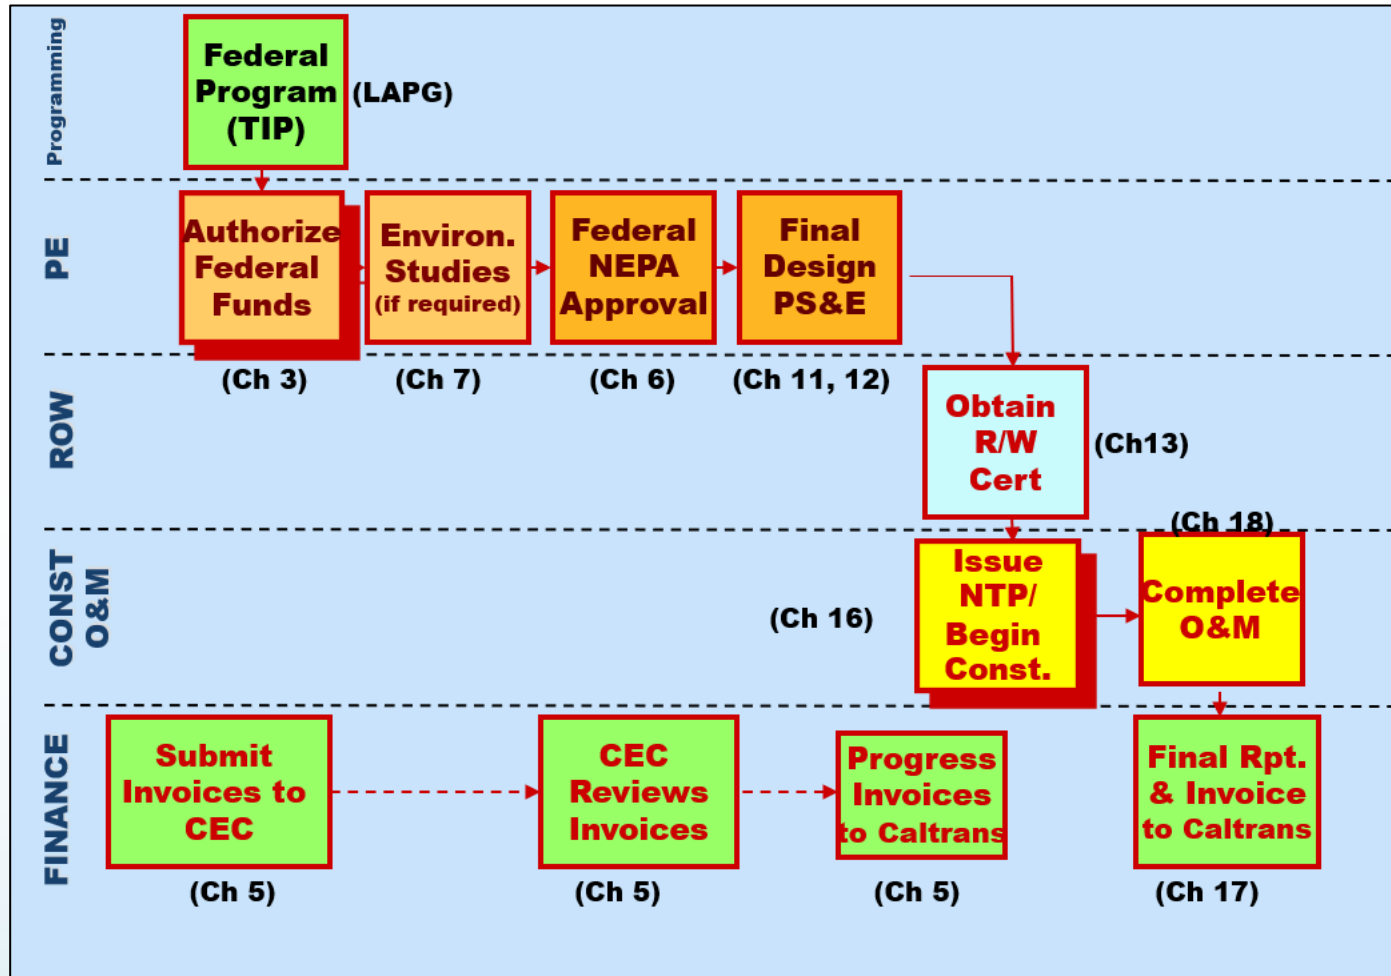 Programming
Federal
Program
(TIP)
(LAPG)
PE
Authorize
Federal
Funds
Environ.
Studies
(if required)
Federal
NEPA
Approval
Final
Design
PS&E
(Ch 3)
(Ch 7)
(Ch 6)
(Ch 11, 12)
ROW
Obtain
R/W
Cert
(Ch13)
CONST
O&M
(Ch 16)
Issue
NTP/
Begin
Const.
(Ch 18)
Complete
O&M
FINANCE
Submit
Invoices to
CEC
CEC
Reviews
Invoices
Progress
Invoices
to Caltrans
Final Rpt.
& Invoice
to Caltrans
(Ch 5)
(Ch 5)
(Ch 5)
(Ch 17)